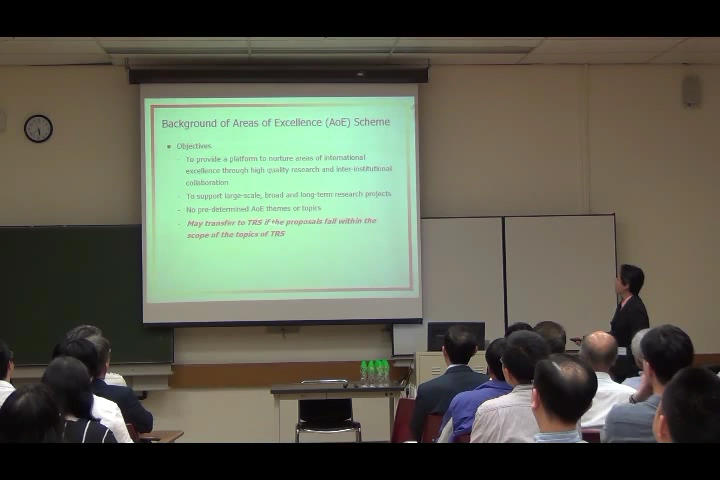 Background of Areas of Excellence (AoE) Scheme
Objectives
To provide a platform to nurture areas of international
excellence through high quality research and inter-institutional
collaboration
To support large-scale, broad and long-term research projects
No pre-determined AoE themes or topics
May transfer to TRS if the proposals fall within the
scope of the topics of TRS